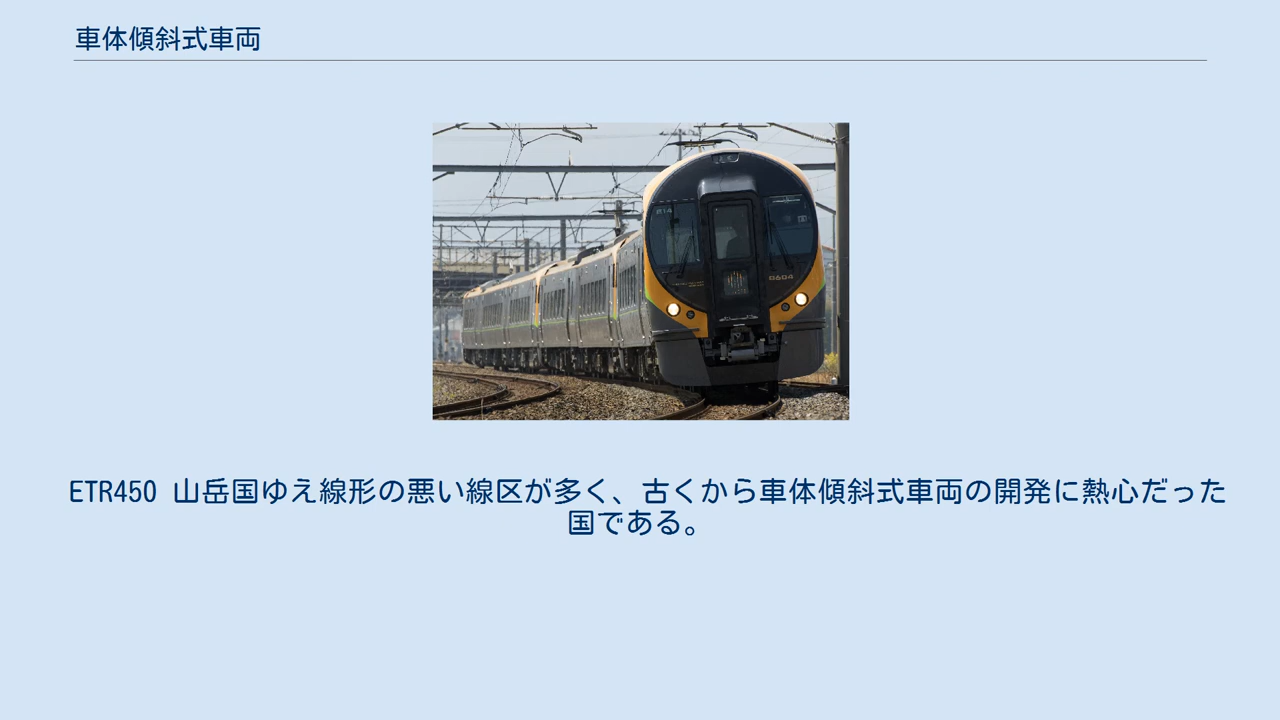 車体傾斜式車両
8604
ETR450 山岳国ゆえ線形の悪い線区が多く、古くから車体傾斜式車両の開発に熱心だった
国である。